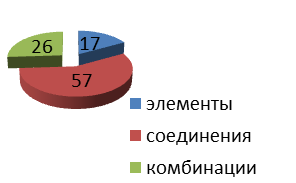 26
17
57
элементы
соединения
комбинации